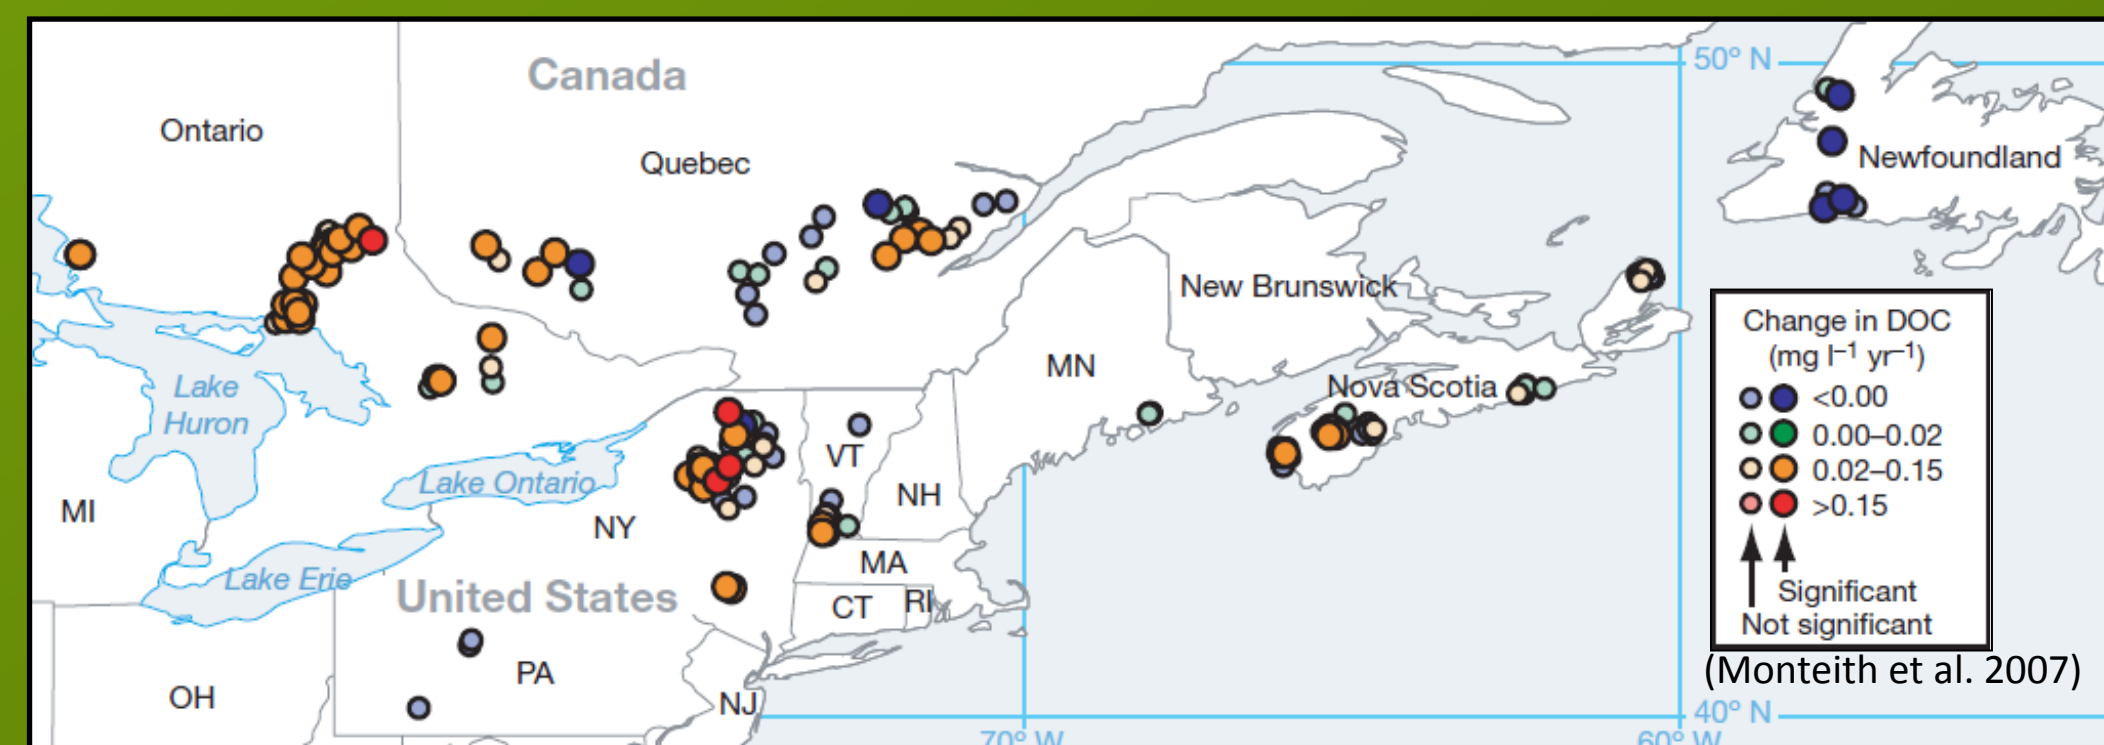 Canada
50° N
Ontario
Quebec
Newfoundland
New Brunswick
Change in DOC
(mg l–1 yr–1)
MN
Lake
Huron
Nova Scotia
<0.00
0.00–0.02
VT
0.02–0.15
Lake Ontario
NH
>0.15
MI
NY
MA
Lake Erie
United States
CT
RI
Significant
Not significant
PA
(Monteith et al. 2007)
OH
NJ
40° N
70° W
60° W